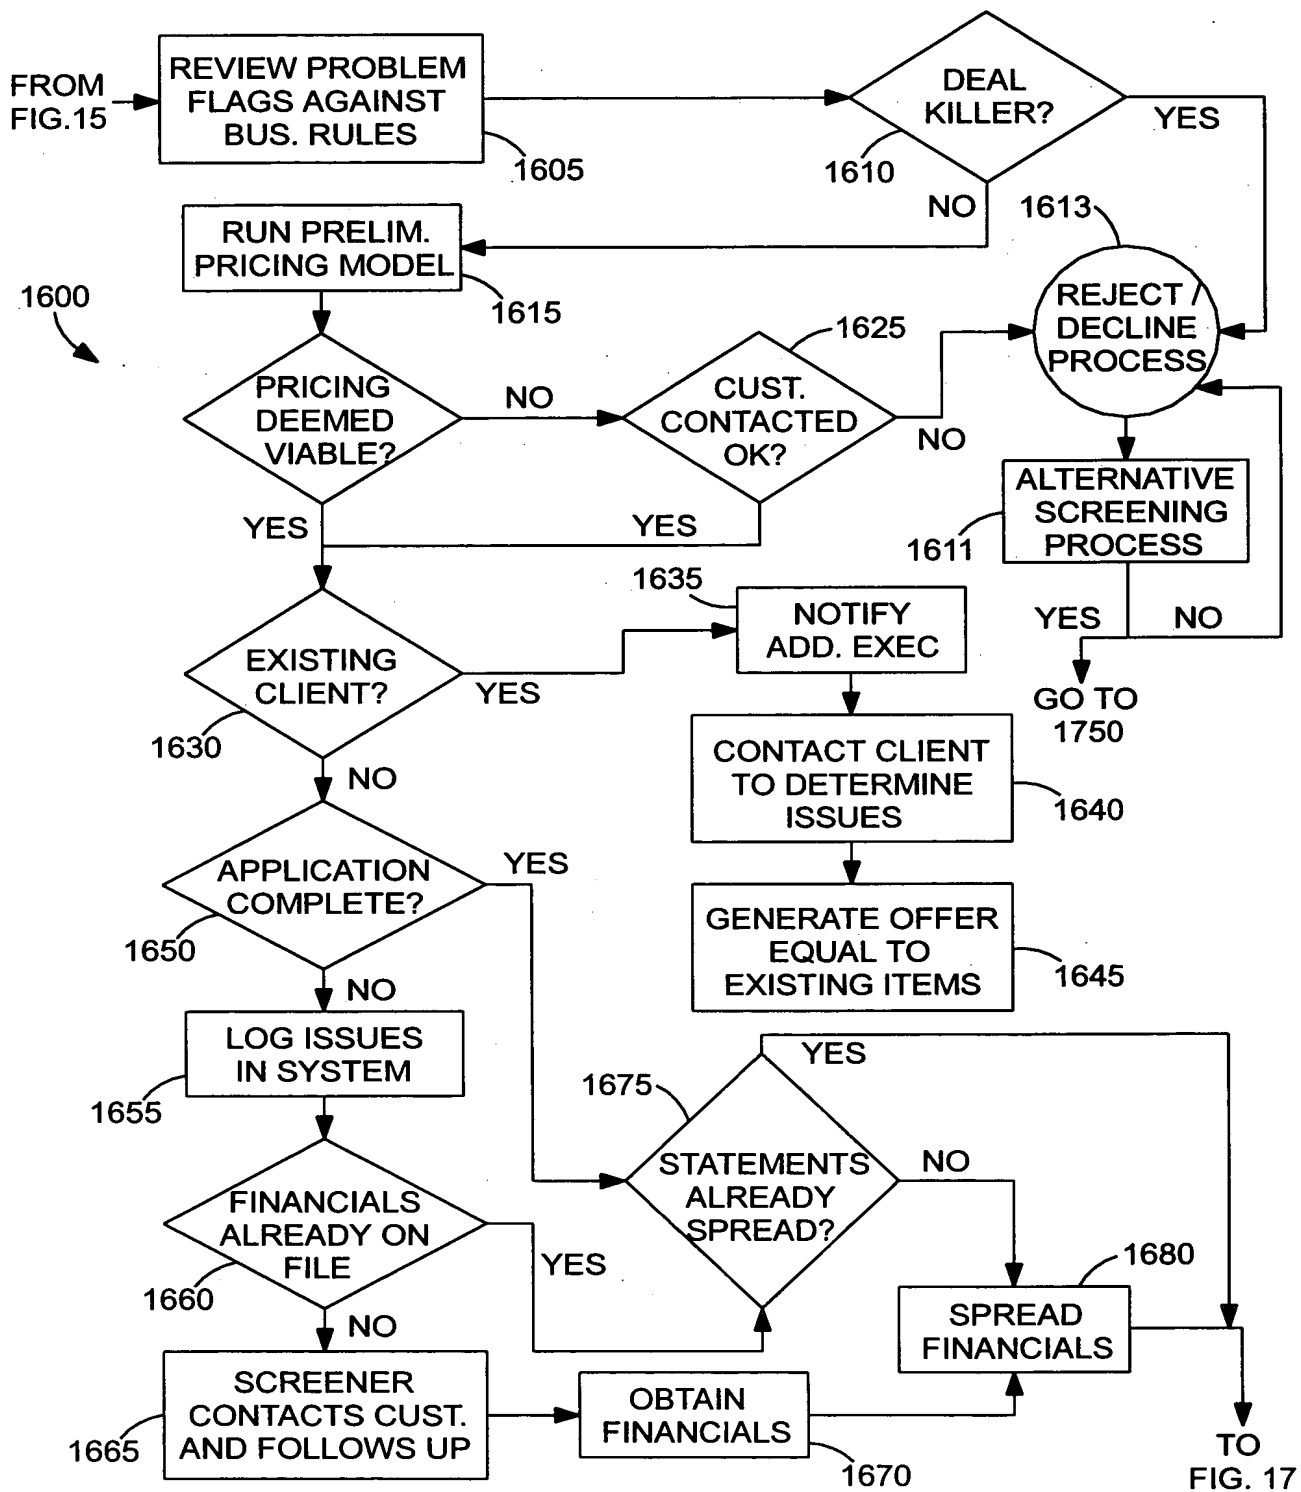 FROM
FIG.15
REVIEW PROBLEM
FLAGS AGAINST
BUS. RULES
1605
DEAL
KILLER?
1610
YES
NO
1613
RUN PRELIM.
PRICING MODEL
1615
1600
REJECT /
DECLINE
PROCESS
1625
PRICING
DEEMED
VIABLE?
NO
CUST.
CONTACTED
OK?
NO
YES
YES
ALTERNATIVE
SCREENING
PROCESS
1611
YES
NO
GO TO
1750
1635
NOTIFY
ADD. EXEC
EXISTING
CLIENT?
YES
1630
NO
CONTACT CLIENT
TO DETERMINE
ISSUES
1640
APPLICATION
COMPLETE?
YES
1650
NO
GENERATE OFFER
EQUAL TO
EXISTING ITEMS
1645
LOG ISSUES
IN SYSTEM
1655
YES
1675
STATEMENTS
ALREADY
SPREAD?
NO
FINANCIALS
ALREADY ON
FILE
YES
1660
NO
1680
SPREAD
FINANCIALS
SCREENER
CONTACTS CUST.
AND FOLLOWS UP
1665
OBTAIN
FINANCIALS
1670
TO
FIG. 17